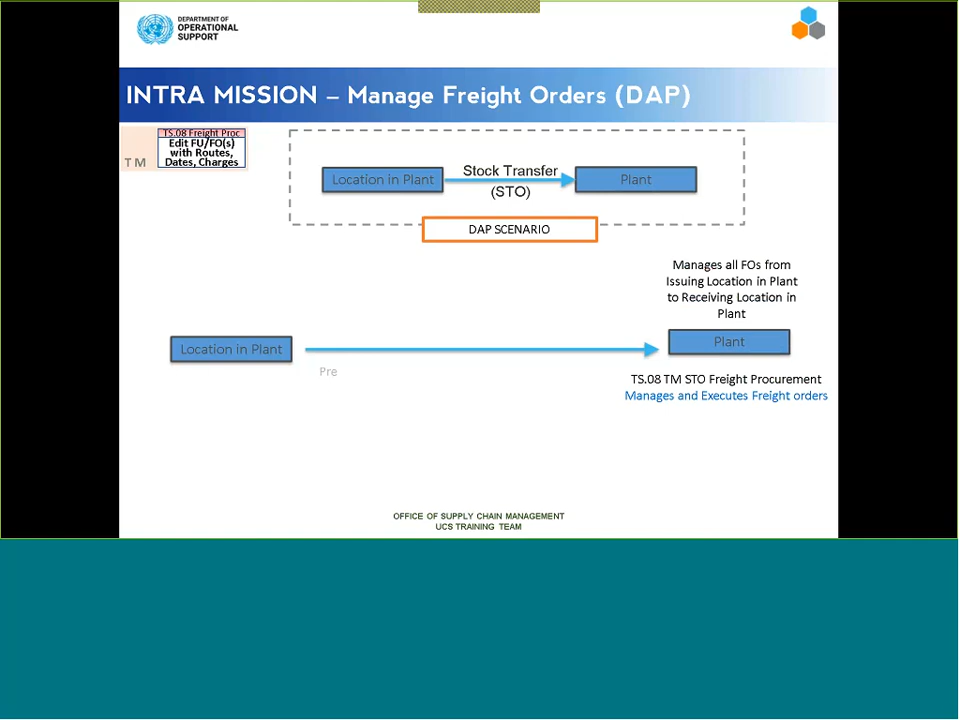 DEPARTMENT OF
OPERATIONAL
SUPPORT
INTRA MISSION – Manage Freight Orders (DAP)
TM
TS.08 Freight Proc
Edit FU/FO(s)
with Routes,
Dates, Charges
Location in Plant
Stock Transfer
(STO)
Plant
DAP SCENARIO
Manages all FOs from
Issuing Location in Plant
to Receiving Location in
Plant
Location in Plant
Plant
Pre
TS.08 TM STO Freight Procurement
Manages and Executes Freight orders
OFFICE OF SUPPLY CHAIN MANAGEMENT
UCS TRAINING TEAM